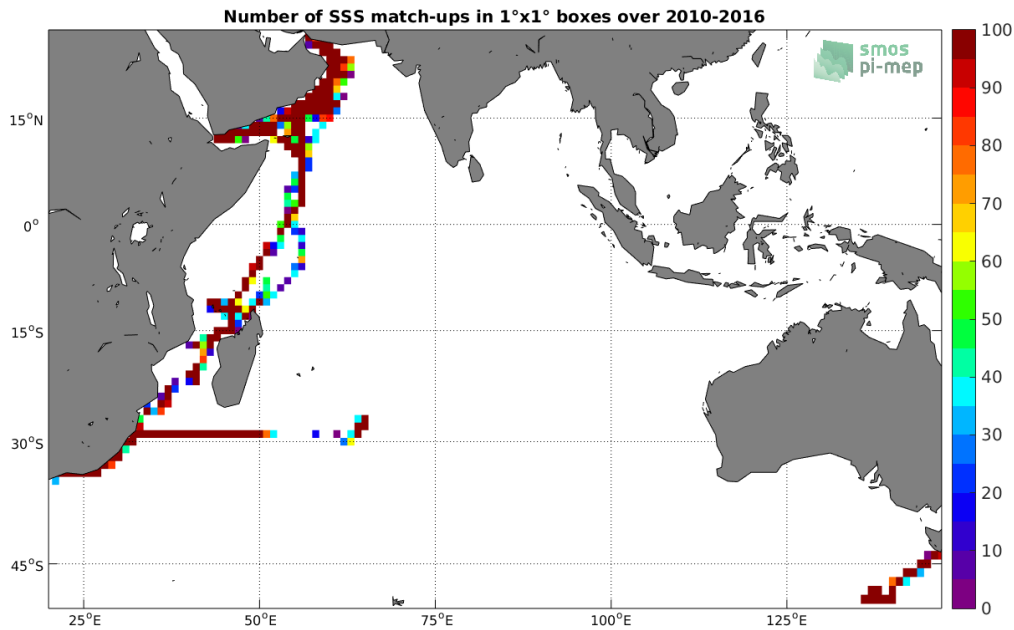 Number of SSS match-ups in 1°x1° boxes over 2010-2016
smos
pi-mep
100
90
80
70
60
50
40
30
20
10
0
15°N
0°
15°S
30°S
45°S
25°E
50°E
75°E
100°E
125°E